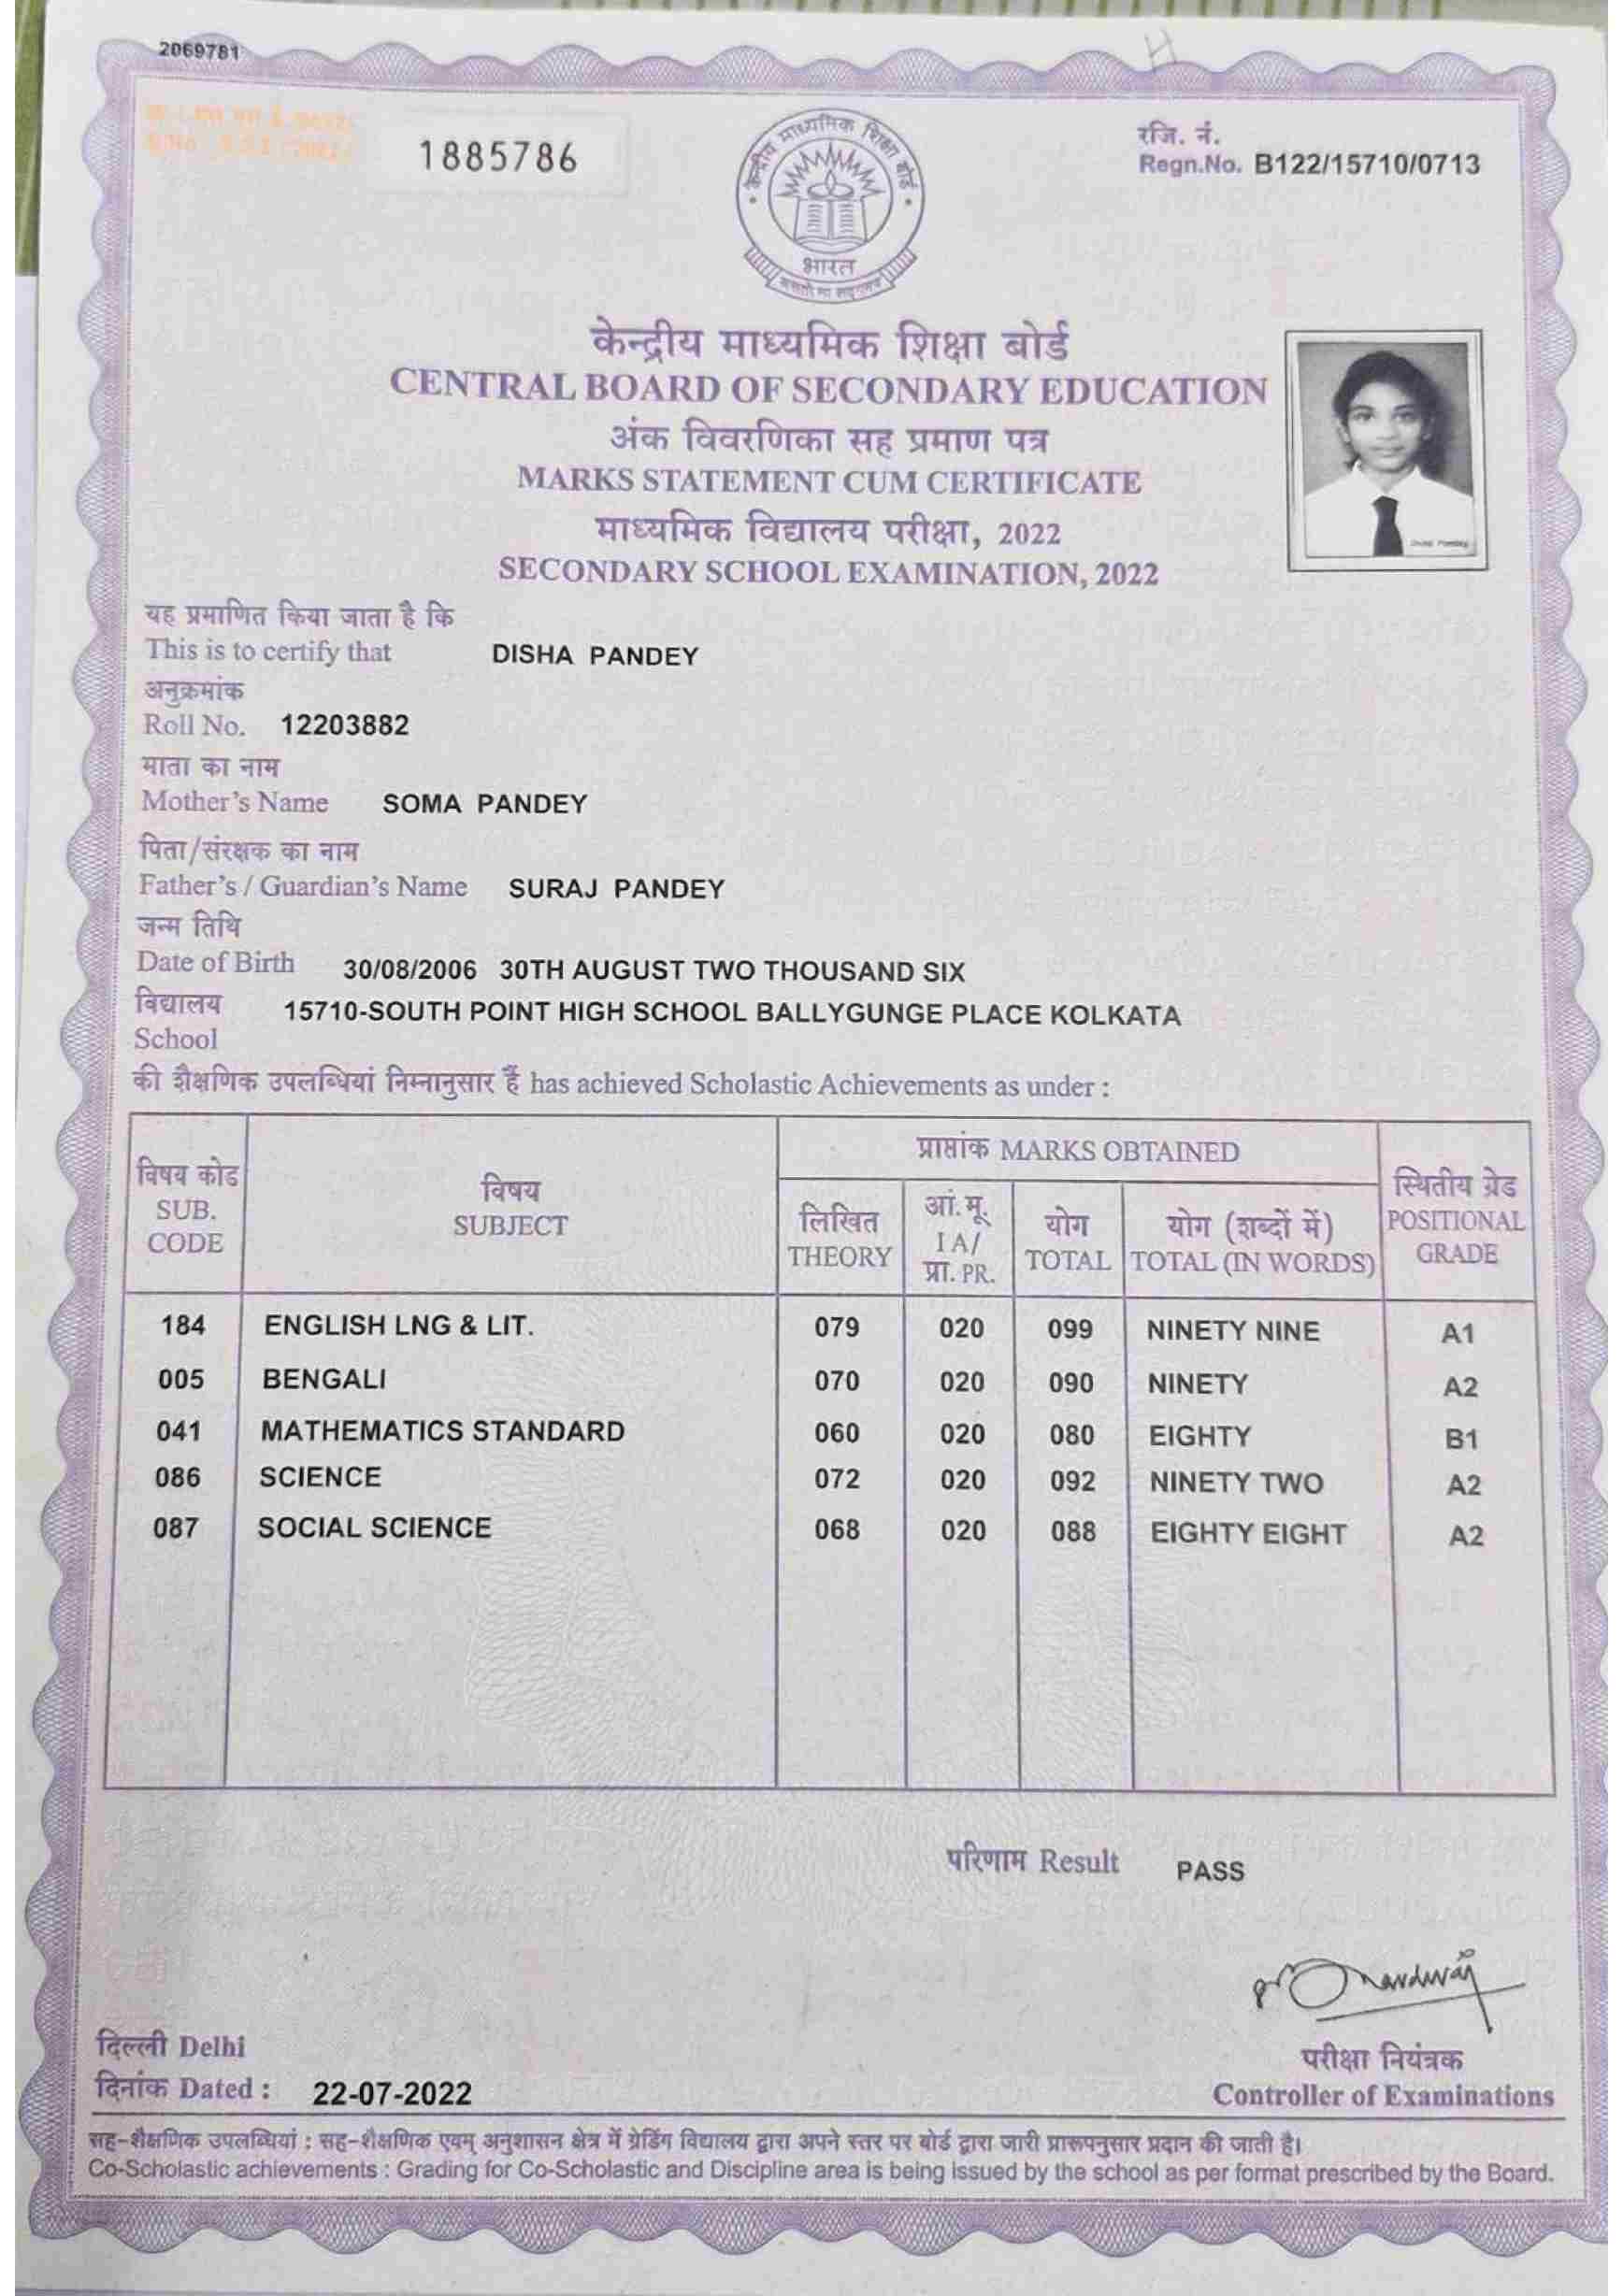 2069781
1885786
रजि. नं.
Regn.No. B122/15710/0713
केन्द्रीय माध्यमिक शिक्षा बोर्ड
भारत
केन्द्रीय माध्यमिक शिक्षा बोर्ड
CENTRAL BOARD OF SECONDARY EDUCATION
अंक विवरणिका सह प्रमाण पत्र
MARKS STATEMENT CUM CERTIFICATE
माध्यमिक विद्यालय परीक्षा, 2022
SECONDARY SCHOOL EXAMINATION, 2022
यह प्रमाणित किया जाता है कि
This is to certify that DISHA PANDEY
अनुक्रमांक
Roll No. 12203882
माता का नाम
Mother's Name SOMA PANDEY
पिता/संरक्षक का नाम
Father's / Guardian's Name SURAJ PANDEY
जन्म तिथि
Date of Birth 30/08/2006 30TH AUGUST TWO THOUSAND SIX
विद्यालय 15710-SOUTH POINT HIGH SCHOOL BALLYGUNGE PLACE KOLKATA
School
की शैक्षणिक उपलब्धियां निम्नानुसार हैं has achieved Scholastic Achievements as under :
विषय कोड
SUB.
CODE
विषय
SUBJECT
प्राप्तांक MARKS OBTAINED
लिखित
THEORY
आं.मू.
IA/
प्रा. PR.
योग
TOTAL
योग (शब्दों में)
TOTAL (IN WORDS)
स्थितीय ग्रेड
POSITIONAL
GRADE
184 ENGLISH LNG & LIT. 079 020 099 NINETY NINE A1
005 BENGALI 070 020 090 NINETY A2
041 MATHEMATICS STANDARD 060 020 080 EIGHTY B1
086 SCIENCE 072 020 092 NINETY TWO A2
087 SOCIAL SCIENCE 068 020 088 EIGHTY EIGHT A2
परिणाम Result PASS
दिल्ली Delhi
दिनांक Dated : 22-07-2022
परीक्षा नियंत्रक
Controller of Examinations
सह-शैक्षणिक उपलब्धियां : सह-शैक्षणिक एवम् अनुशासन क्षेत्र में ग्रेडिंग विद्यालय द्वारा अपने स्तर पर बोर्ड द्वारा जारी प्रारूपनुसार प्रदान की जाती है।
Co-Scholastic achievements : Grading for Co-Scholastic and Discipline area is being issued by the school as per format prescribed by the Board.